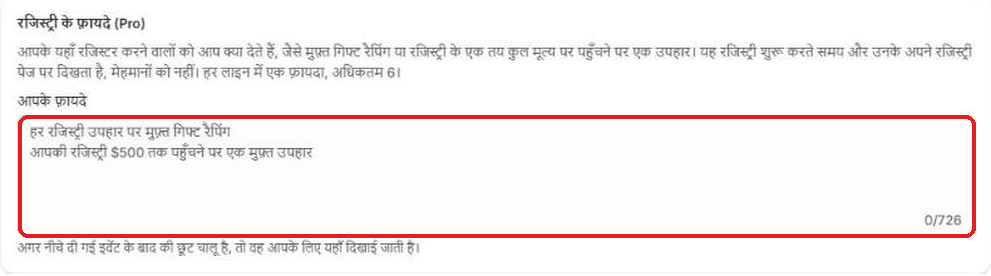 रजिस्ट्री के फ़ायदे (Pro)
आपके यहाँ रजिस्टर करने वालों को आप क्या देते हैं, जैसे मुफ़्त गिफ्ट रैपिंग या रजिस्ट्री के एक तय कुल मूल्य पर पहुँचने पर एक उपहार। यह रजिस्ट्री शुरू करते समय और उनके अपने रजिस्ट्री
पेज पर दिखता है, मेहमानों को नहीं। हर लाइन में एक फ़ायदा, अधिकतम 6।
आपके फ़ायदे
हर रजिस्ट्री उपहार पर मुफ़्त गिफ्ट रैपिंग
आपकी रजिस्ट्री $500 तक पहुँचने पर एक मुफ़्त उपहार
0/726
अगर नीचे दी गई इवेंट के बाद की छूट चालू है, तो वह आपके लिए यहाँ दिखाई जाती है।